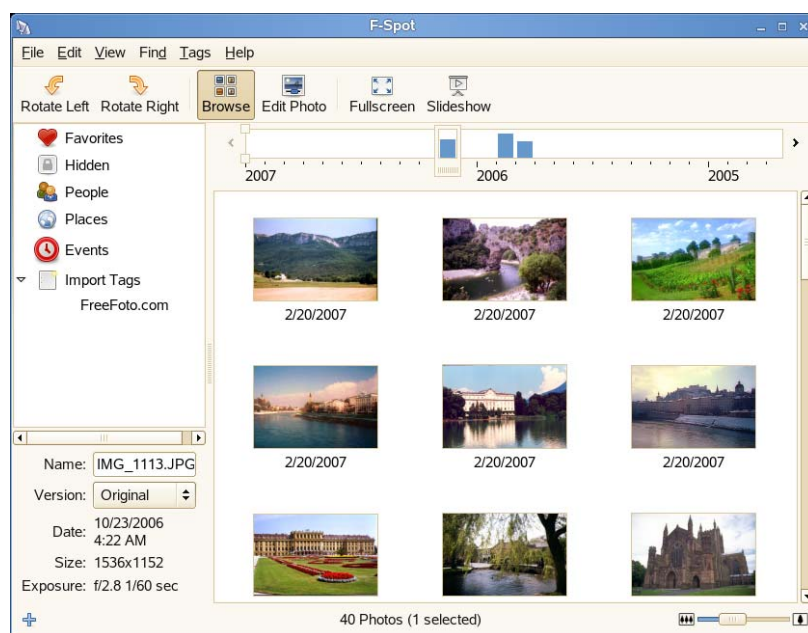 F-Spot
File Edit View Find Tags Help
Rotate Left Rotate Right Browse Edit Photo Fullscreen Slideshow
Favorites
Hidden
People
Places
Events
Import Tags
FreeFoto.com
2007 2006 2005
2/20/2007 2/20/2007 2/20/2007
2/20/2007 2/20/2007 2/20/2007
Name: IMG_1113.JPG
Version: Original
Date: 10/23/2006
4:22 AM
Size: 1536x1152
Exposure: f/2.8 1/60 sec
40 Photos (1 selected)